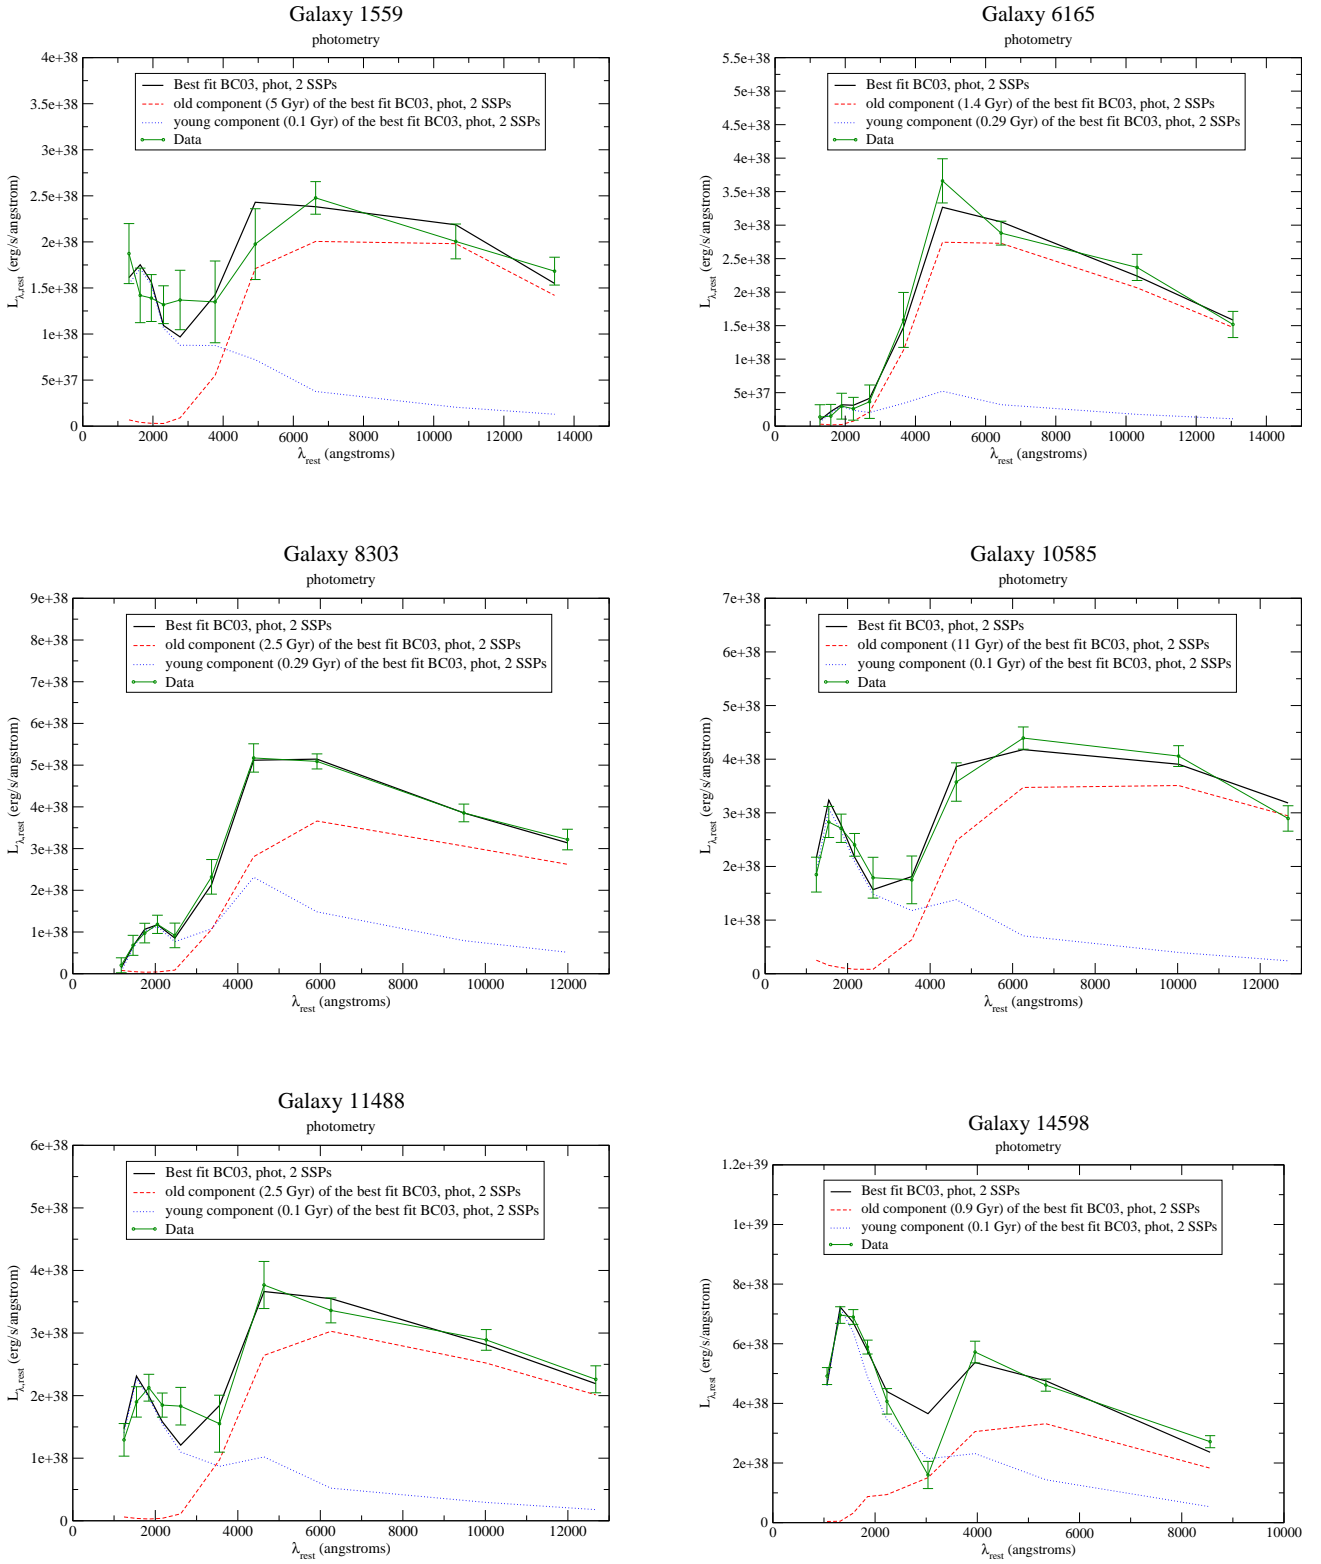 Galaxy 1559
photometry
4e+38
3.5e+38
3e+38
2.5e+38
2e+38
1.5e+38
1e+38
5e+37
0
L λ,rest (erg/s/angstrom)
Best fit BC03, phot, 2 SSPs
old component (5 Gyr) of the best fit BC03, phot, 2 SSPs
young component (0.1 Gyr) of the best fit BC03, phot, 2 SSPs
Data
0 2000 4000 6000 8000 10000 12000 14000
λ rest (angstroms)
Galaxy 6165
photometry
5.5e+38
5e+38
4.5e+38
4e+38
3.5e+38
3e+38
2.5e+38
2e+38
1.5e+38
1e+38
5e+37
0
L λ,rest (erg/s/angstrom)
Best fit BC03, phot, 2 SSPs
old component (1.4 Gyr) of the best fit BC03, phot, 2 SSPs
young component (0.29 Gyr) of the best fit BC03, phot, 2 SSPs
Data
0 2000 4000 6000 8000 10000 12000 14000
λ rest (angstroms)
Galaxy 8303
photometry
9e+38
8e+38
7e+38
6e+38
5e+38
4e+38
3e+38
2e+38
1e+38
0
L λ,rest (erg/s/angstrom)
Best fit BC03, phot, 2 SSPs
old component (2.5 Gyr) of the best fit BC03, phot, 2 SSPs
young component (0.29 Gyr) of the best fit BC03, phot, 2 SSPs
Data
0 2000 4000 6000 8000 10000 12000
λ rest (angstroms)
Galaxy 10585
photometry
7e+38
6e+38
5e+38
4e+38
3e+38
2e+38
1e+38
0
L λ,rest (erg/s/angstrom)
Best fit BC03, phot, 2 SSPs
old component (11 Gyr) of the best fit BC03, phot, 2 SSPs
young component (0.1 Gyr) of the best fit BC03, phot, 2 SSPs
Data
0 2000 4000 6000 8000 10000 12000
λ rest (angstroms)
Galaxy 11488
photometry
6e+38
5e+38
4e+38
3e+38
2e+38
1e+38
0
L λ,rest (erg/s/angstrom)
Best fit BC03, phot, 2 SSPs
old component (2.5 Gyr) of the best fit BC03, phot, 2 SSPs
young component (0.1 Gyr) of the best fit BC03, phot, 2 SSPs
Data
0 2000 4000 6000 8000 10000 12000
λ rest (angstroms)
Galaxy 14598
photometry
1.2e+39
1e+39
8e+38
6e+38
4e+38
2e+38
0
L λ,rest (erg/s/angstrom)
Best fit BC03, phot, 2 SSPs
old component (0.9 Gyr) of the best fit BC03, phot, 2 SSPs
young component (0.1 Gyr) of the best fit BC03, phot, 2 SSPs
Data
0 2000 4000 6000 8000 10000
λ rest (angstroms)